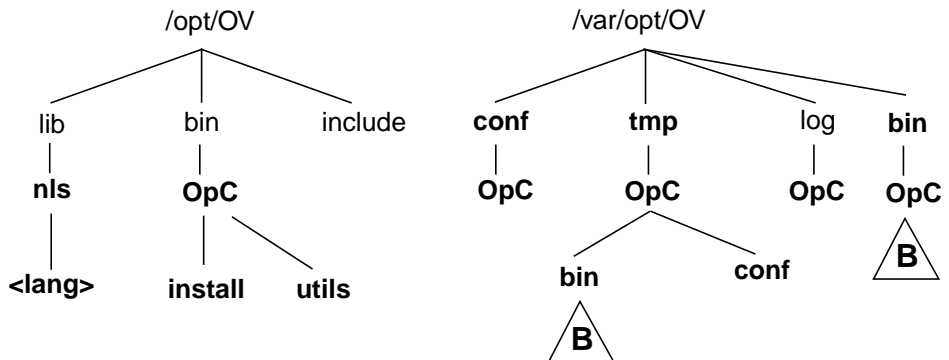 /opt/OV /var/opt/OV
lib bin include conf tmp log bin
nls OpC OpC OpC OpC OpC
<lang> install utils bin conf B
B